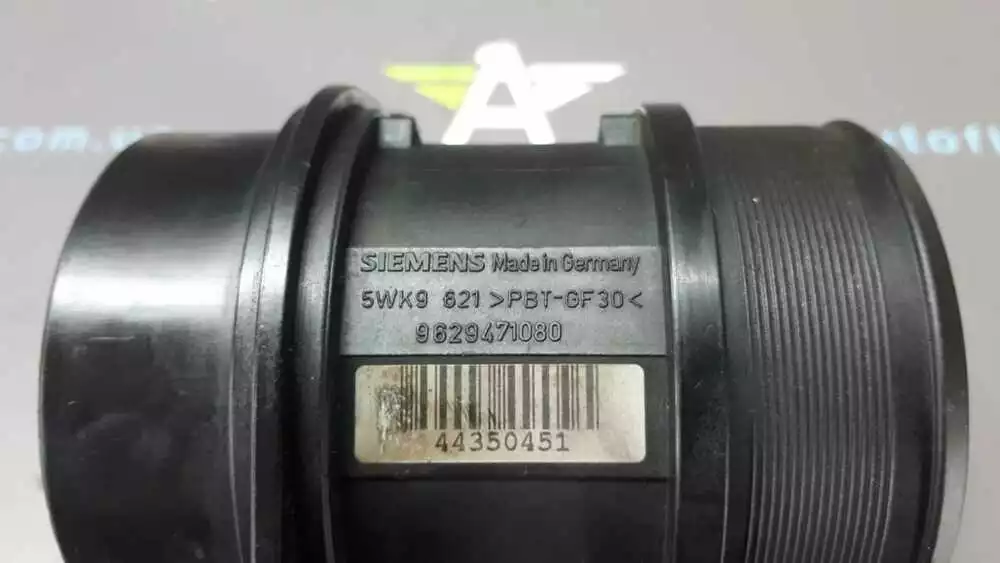 SIEMENS Made in Germany
5WK9 621 >PBT-GF30<
9629471080
44350451